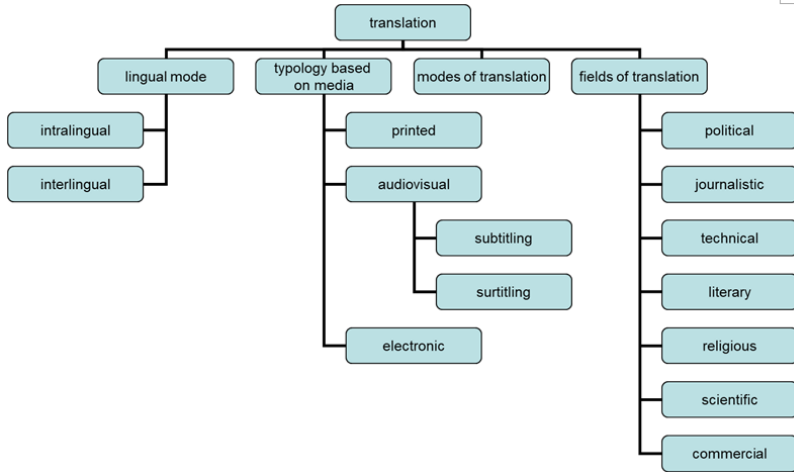 translation
lingual mode
typology based
on media
modes of translation
fields of translation
intralingual
printed
political
interlingual
audiovisual
journalistic
subtitling
technical
surtitling
literary
electronic
religious
scientific
commercial